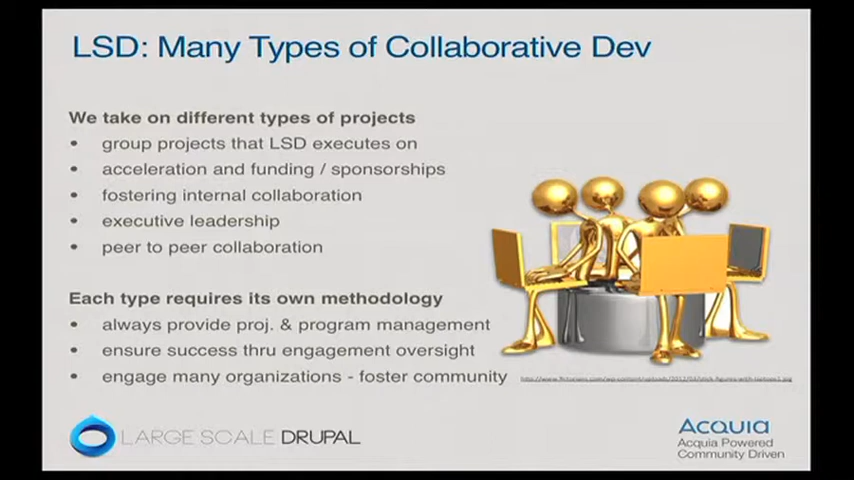 LSD: Many Types of Collaborative Dev
We take on different types of projects
• group projects that LSD executes on
• acceleration and funding / sponsorships
• fostering internal collaboration
• executive leadership
• peer to peer collaboration
Each type requires its own methodology
• always provide proj. & program management
• ensure success thru engagement oversight
• engage many organizations - foster community
LARGE SCALE DRUPAL
Acquia
Acquia Powered
Community Driven